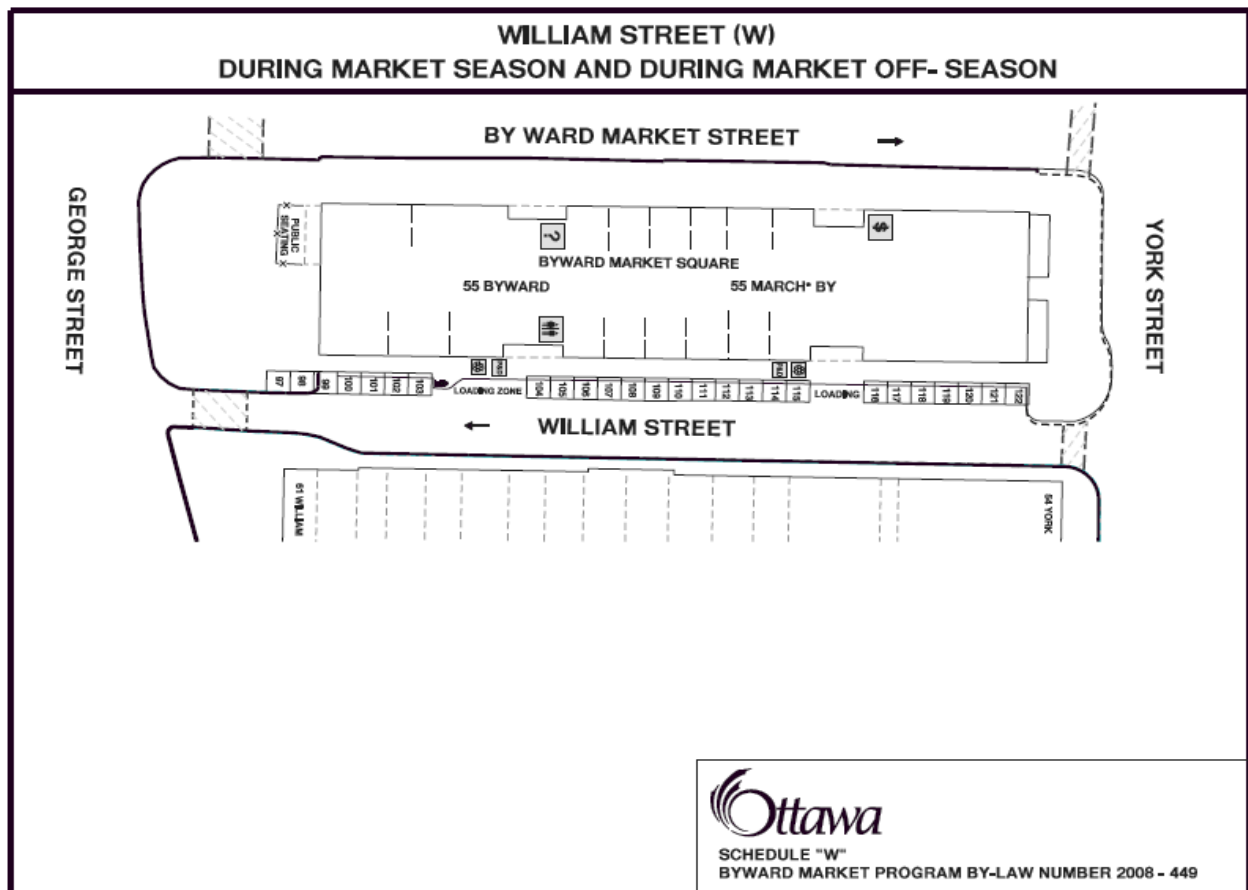 WILLIAM STREET (W)
DURING MARKET SEASON AND DURING MARKET OFF- SEASON
BY WARD MARKET STREET
GEORGE STREET
PUBLIC
SEATING
?
$
BYWARD MARKET SQUARE
55 BYWARD
55 MARCHᵉ BY
YORK STREET
97 98 99 100 101 102 103
LOADING ZONE
104 105 106 107 108 109 110 111 112 113 114 115
LOADING
116 117 118 119 120 121 122
WILLIAM STREET
61 WILLIAM
54 YORK
Ottawa
SCHEDULE "W"
BYWARD MARKET PROGRAM BY-LAW NUMBER 2008 - 449